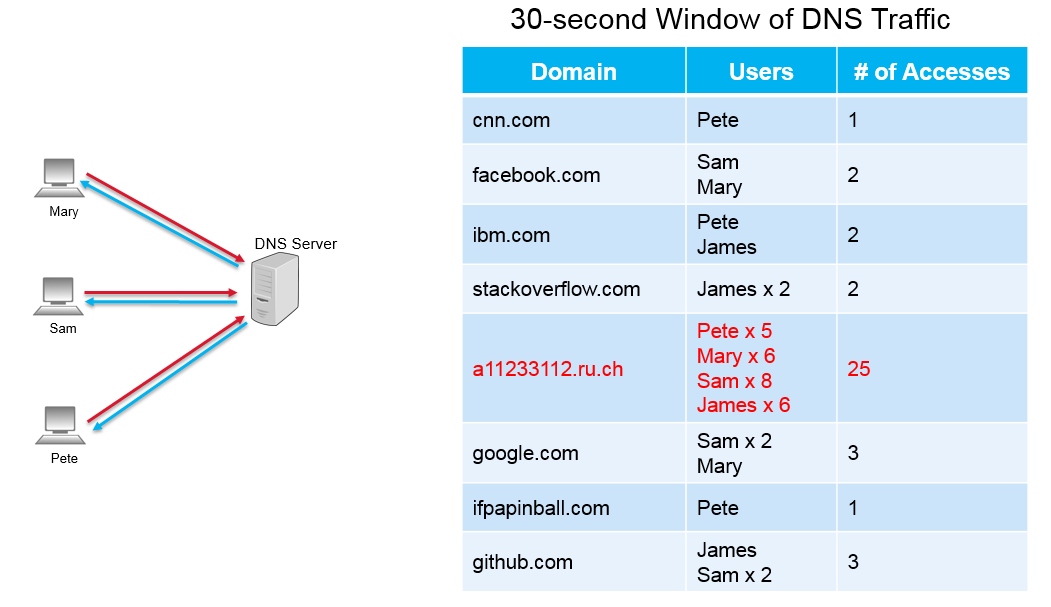 30-second Window of DNS Traffic
Domain Users # of Accesses
cnn.com Pete 1
facebook.com Sam 2
Mary
ibm.com Pete 2
James
stackoverflow.com James x 2 2
a11233112.ru.ch Pete x 5 25
Mary x 6
Sam x 8
James x 6
google.com Sam x 2 3
Mary
ifpapinball.com Pete 1
github.com James 3
Sam x 2
Mary
DNS Server
Sam
Pete